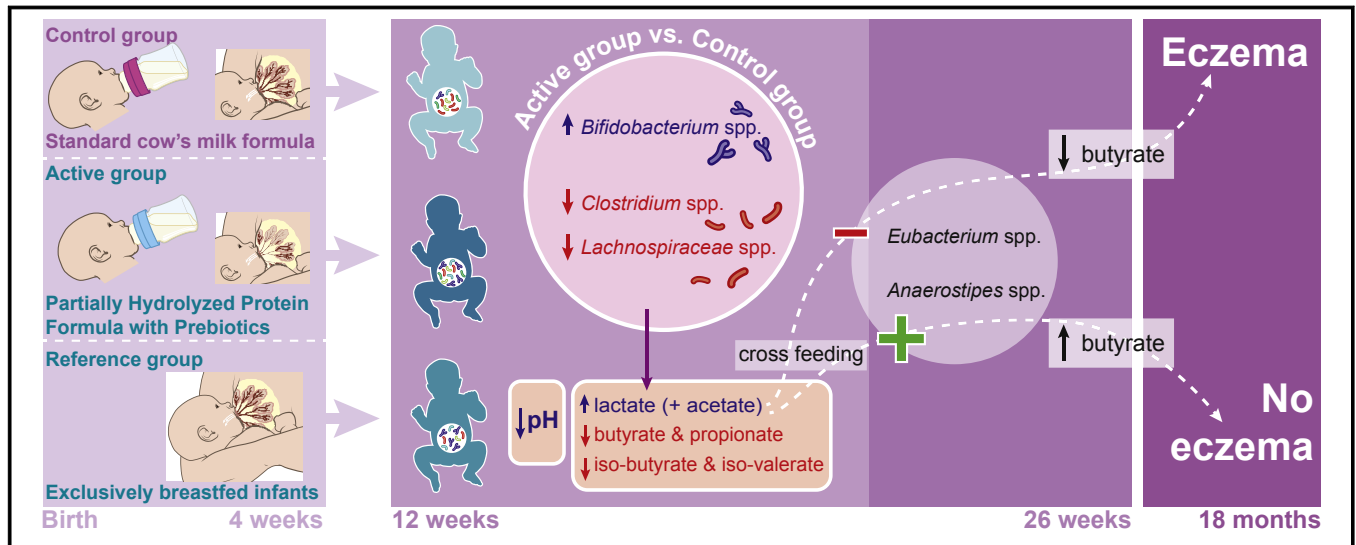 Control group
Standard cow's milk formula
Active group
Partially Hydrolyzed Protein
Formula with Prebiotics
Reference group
Exclusively breastfed infants
Birth
4 weeks
Active group vs. Control group
Bifidobacterium spp.
Clostridium spp.
Lachnospiraceae spp.
pH
lactate (+ acetate)
butyrate & propionate
iso-butyrate & iso-valerate
12 weeks
cross feeding
Eubacterium spp.
Anaerostipes spp.
butyrate
butyrate
26 weeks
Eczema
No
eczema
18 months